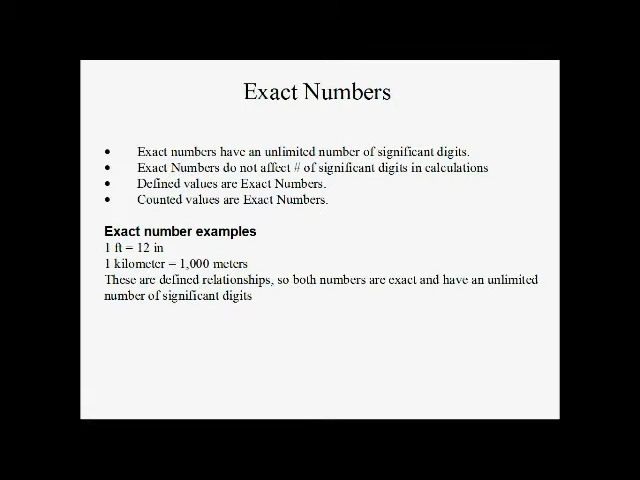 Exact Numbers
• Exact numbers have an unlimited number of significant digits.
• Exact Numbers do not affect # of significant digits in calculations
• Defined values are Exact Numbers.
• Counted values are Exact Numbers.
Exact number examples
1 ft = 12 in
1 kilometer = 1,000 meters
These are defined relationships, so both numbers are exact and have an unlimited
number of significant digits